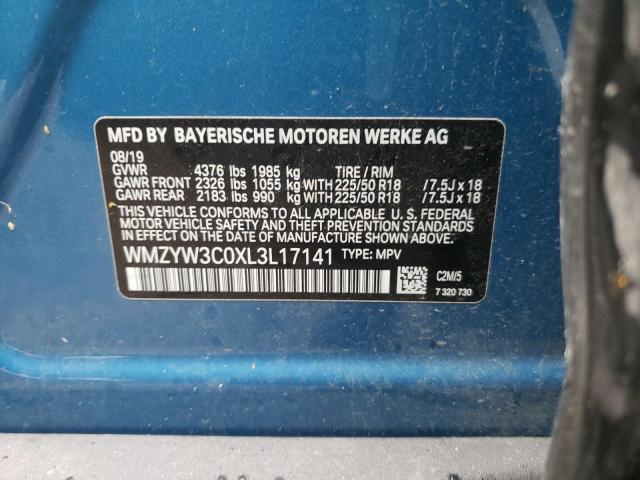 MFD BY BAYERISCHE MOTOREN WERKE AG
08/19
GVWR 4376 lbs 1985 kg TIRE / RIM
GAWR FRONT 2326 lbs 1055 kg WITH 225/50 R18 / 7.5J x 18
GAWR REAR 2183 lbs 990 kg WITH 225/50 R18 / 7.5J x 18
THIS VEHICLE CONFORMS TO ALL APPLICABLE U. S. FEDERAL
MOTOR VEHICLE SAFETY AND THEFT PREVENTION STANDARDS
IN EFFECT ON THE DATE OF MANUFACTURE SHOWN ABOVE.
WMZYW3C0XL3L17141 TYPE: MPV
C2M/5
7 320 730